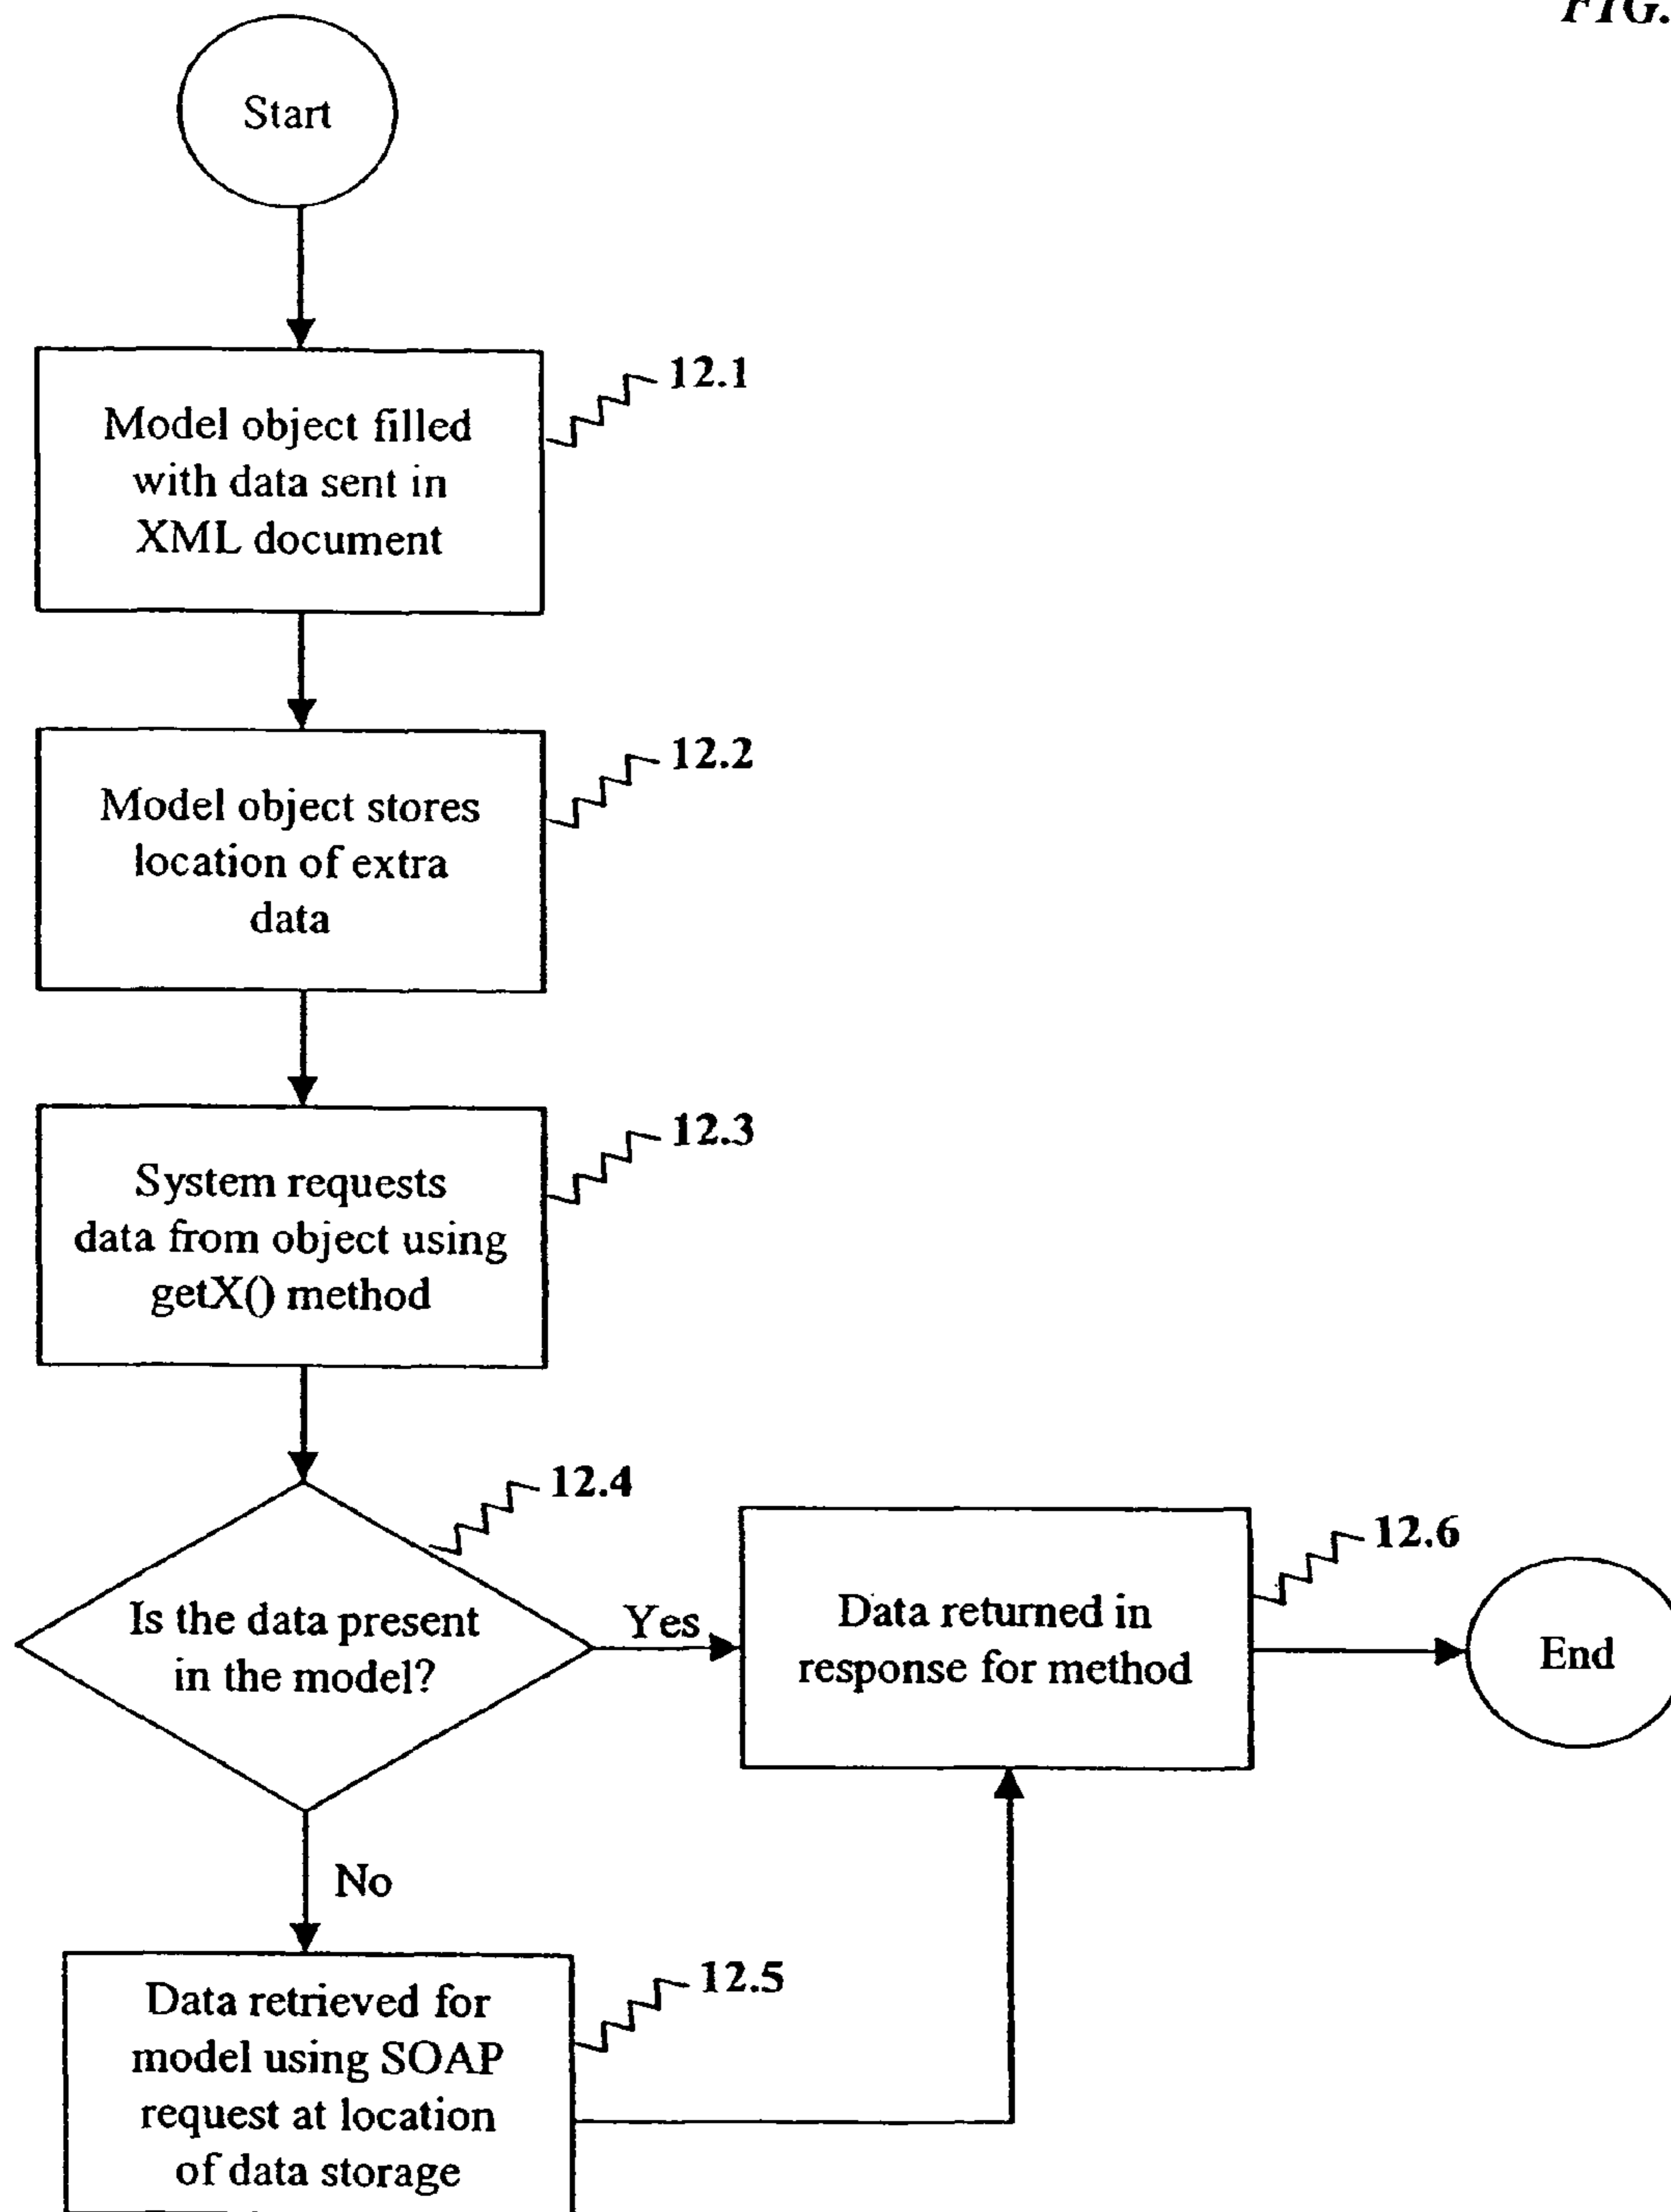 FIG.
Start
12.1
Model object filled
with data sent in
XML document
12.2
Model object stores
location of extra
data
12.3
System requests
data from object using
getX() method
12.4
Is the data present
in the model?
Yes
12.6
Data returned in
response for method
End
No
12.5
Data retrieved for
model using SOAP
request at location
of data storage